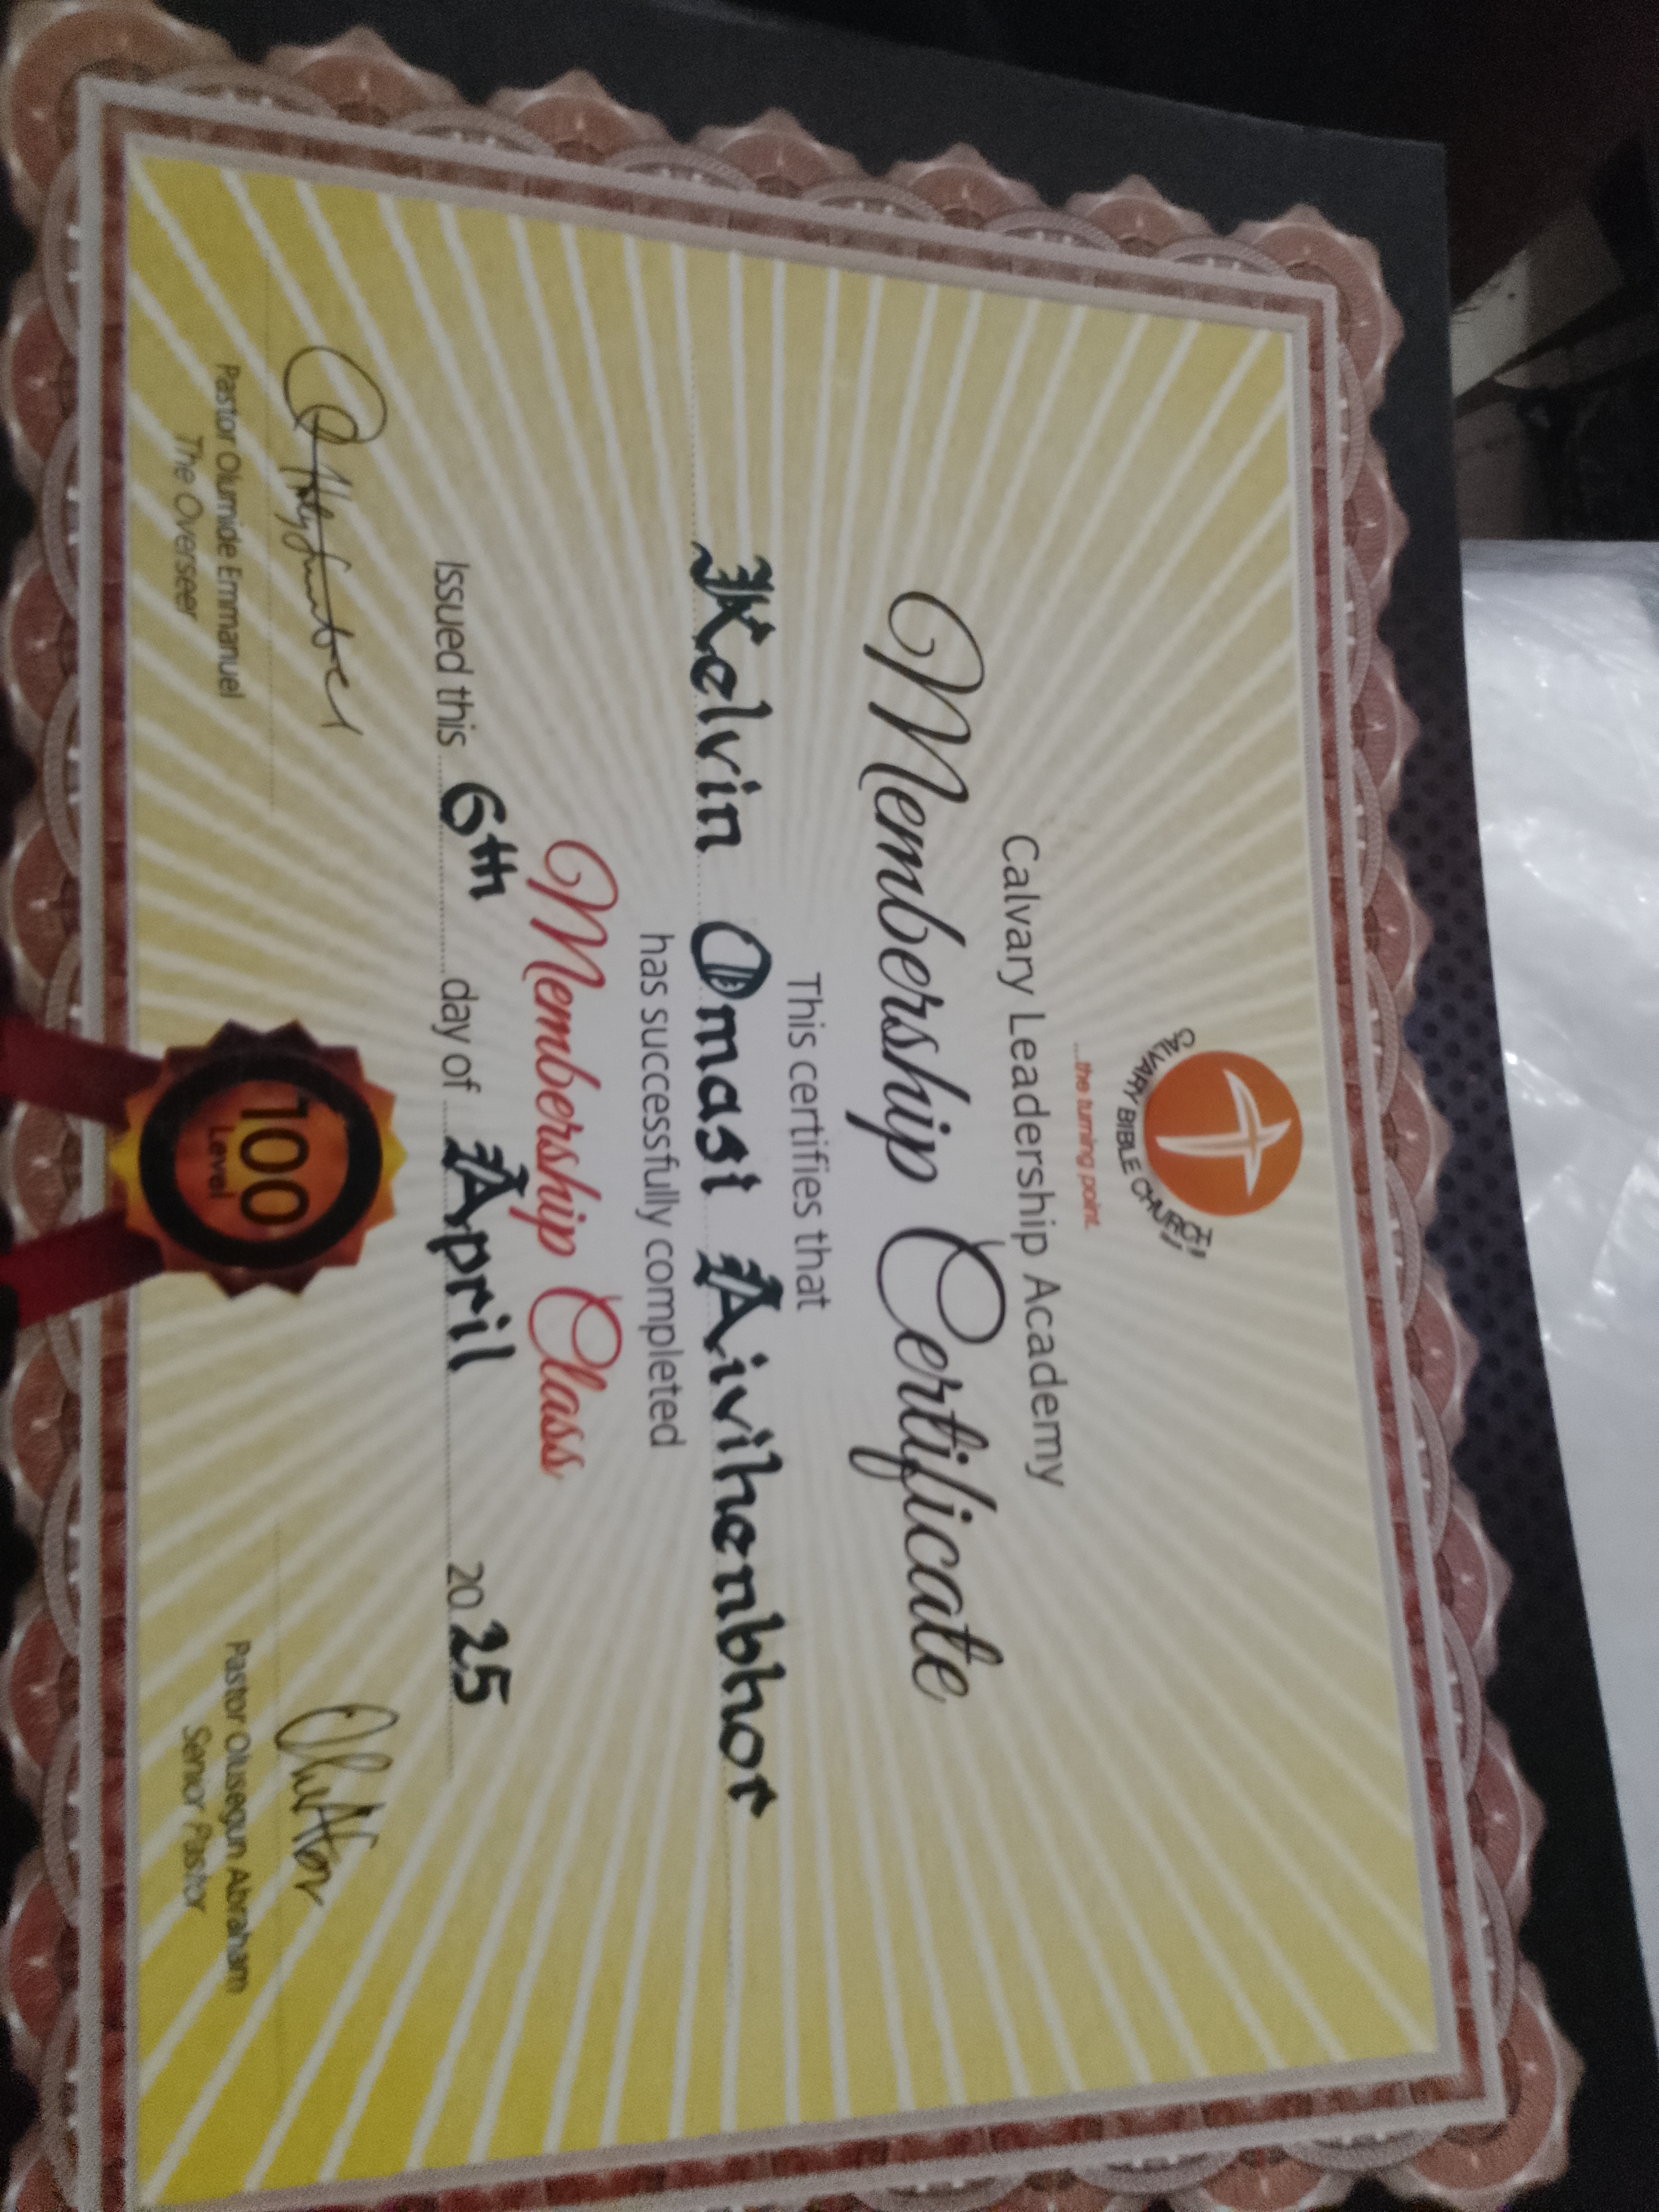 CALVARY BIBLE CHURCH
...the turning point.
Calvary Leadership Academy
Membership Certificate
This certifies that
Kelvin Omasi Aivihenbhor
has successfully completed
Membership Class
Issued this 6th day of April 2025
Pastor Olumide Emmanuel
The Overseer
100
Level
Pastor Olusegun Abraham
Senior Pastor